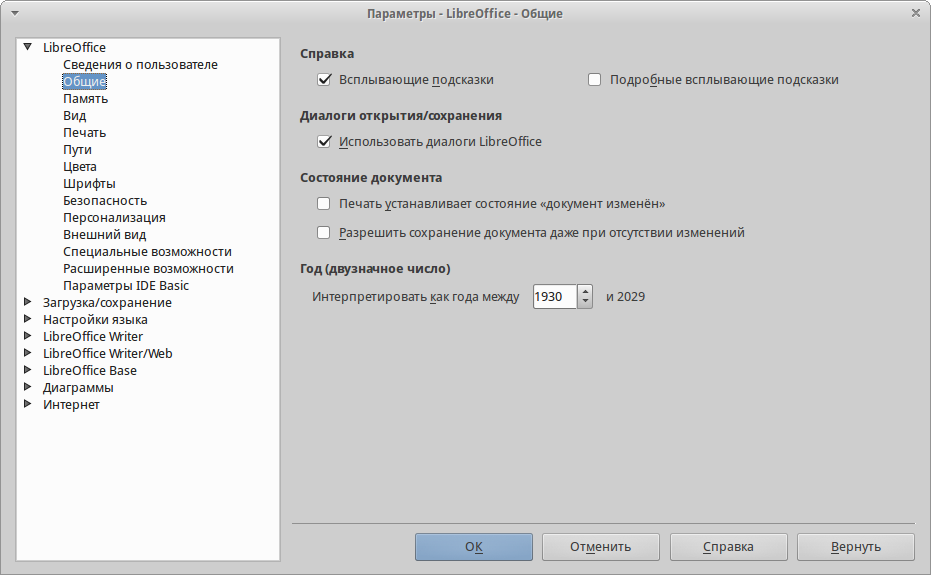 Параметры - LibreOffice - Общие
LibreOffice
Сведения о пользователе
Общие
Память
Вид
Печать
Пути
Цвета
Шрифты
Безопасность
Персонализация
Внешний вид
Специальные возможности
Расширенные возможности
Параметры IDE Basic
Загрузка/сохранение
Настройки языка
LibreOffice Writer
LibreOffice Writer/Web
LibreOffice Base
Диаграммы
Интернет
Справка
Всплывающие подсказки
Подробные всплывающие подсказки
Диалоги открытия/сохранения
Использовать диалоги LibreOffice
Состояние документа
Печать устанавливает состояние «документ изменён»
Разрешить сохранение документа даже при отсутствии изменений
Год (двузначное число)
Интерпретировать как года между 1930 и 2029
ОК Отменить Справка Вернуть